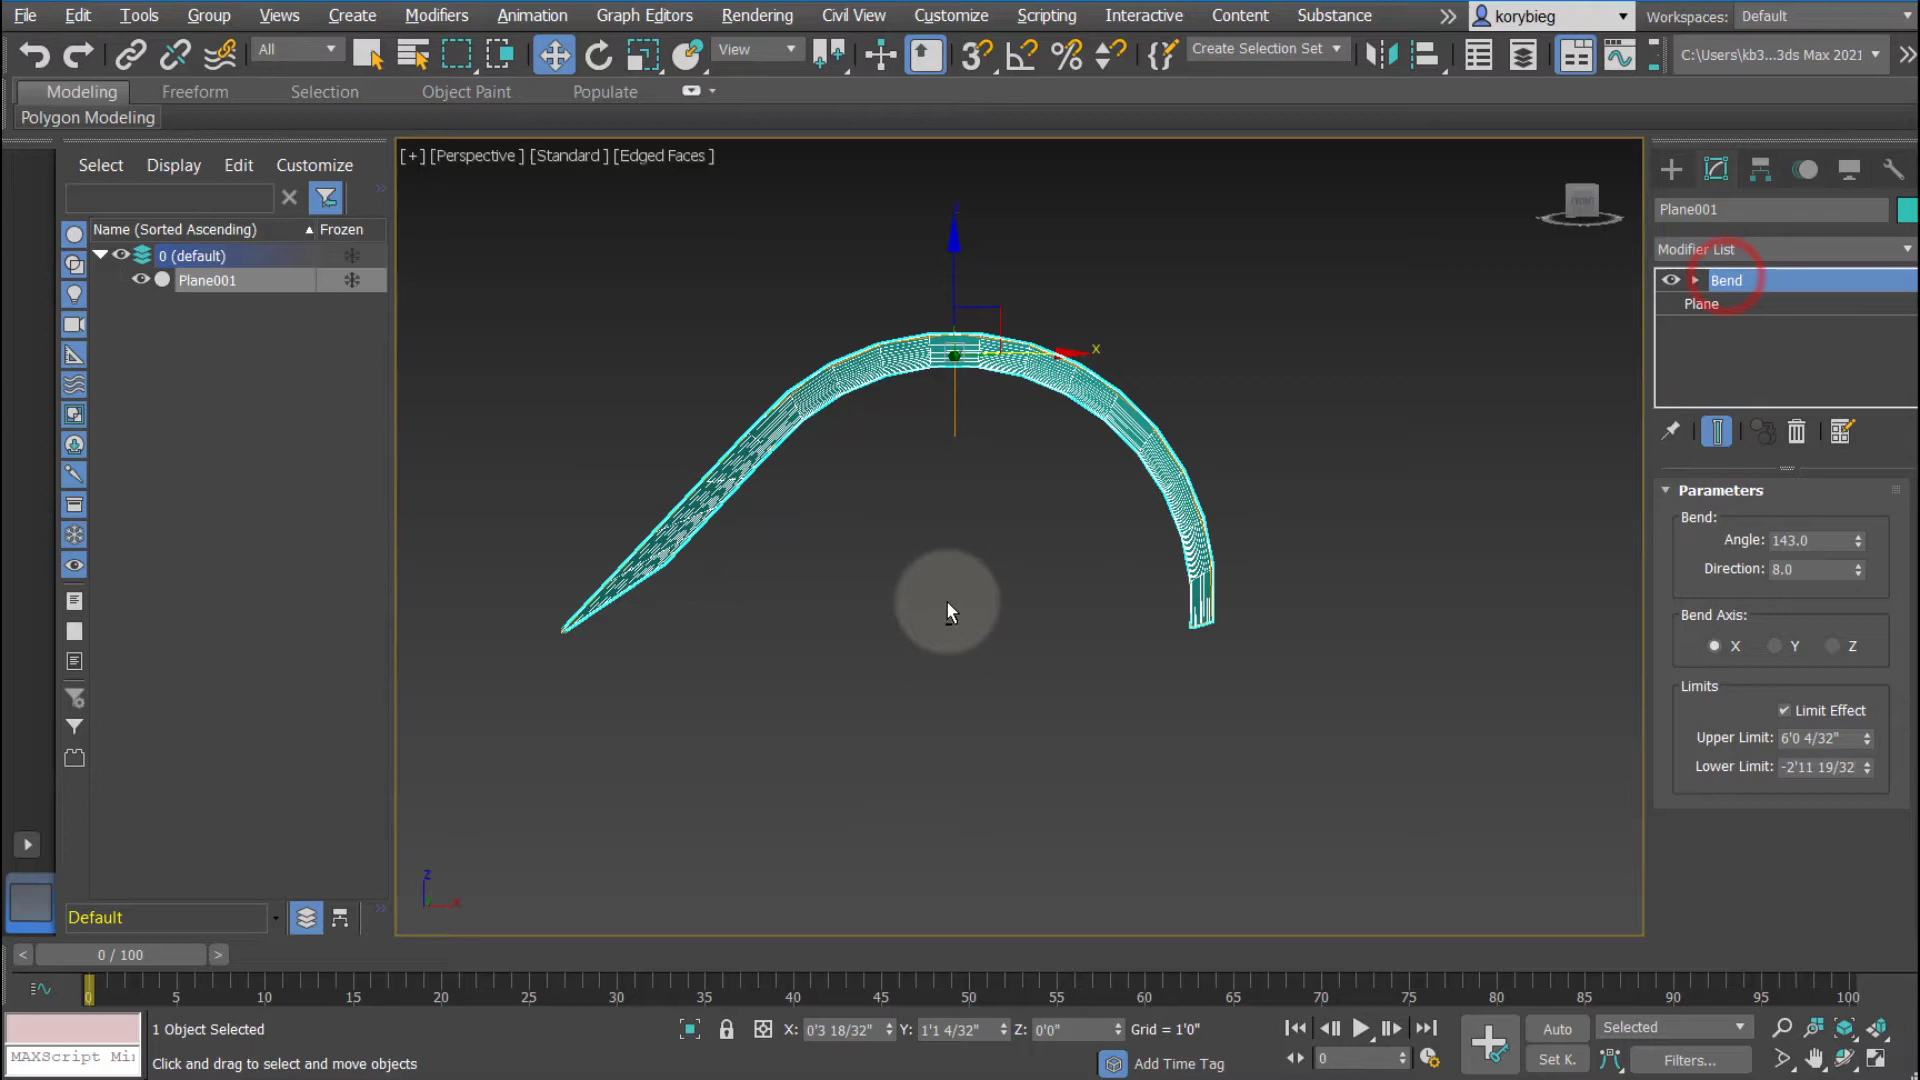 File Edit Tools Group Views Create Modifiers Animation Graph Editors Rendering Civil View Customize Scripting Interactive Content Substance korybieg Workspaces: Default
All View Create Selection Set C:\Users\kb3...3ds Max 2021
Modeling Freeform Selection Object Paint Populate
Polygon Modeling
Select Display Edit Customize
Name (Sorted Ascending) Frozen
0 (default)
Plane001
[+] [Perspective ] [Standard ] [Edged Faces ]
FRONT
z
x
z
x
Plane001
Modifier List
Bend
Plane
Parameters
Bend:
Angle: 143.0
Direction: 8.0
Bend Axis:
X Y Z
Limits
Limit Effect
Upper Limit: 6'0 4/32"
Lower Limit: -2'11 19/32
Default
0 / 100
0 5 10 15 20 25 30 35 40 45 50 55 60 65 70 75 80 85 90 95 100
1 Object Selected X: 0'3 18/32" Y: 1'1 4/32" Z: 0'0" Grid = 1'0" Auto Selected
MAXScript Mi Click and drag to select and move objects Add Time Tag 0 Set K. Filters...